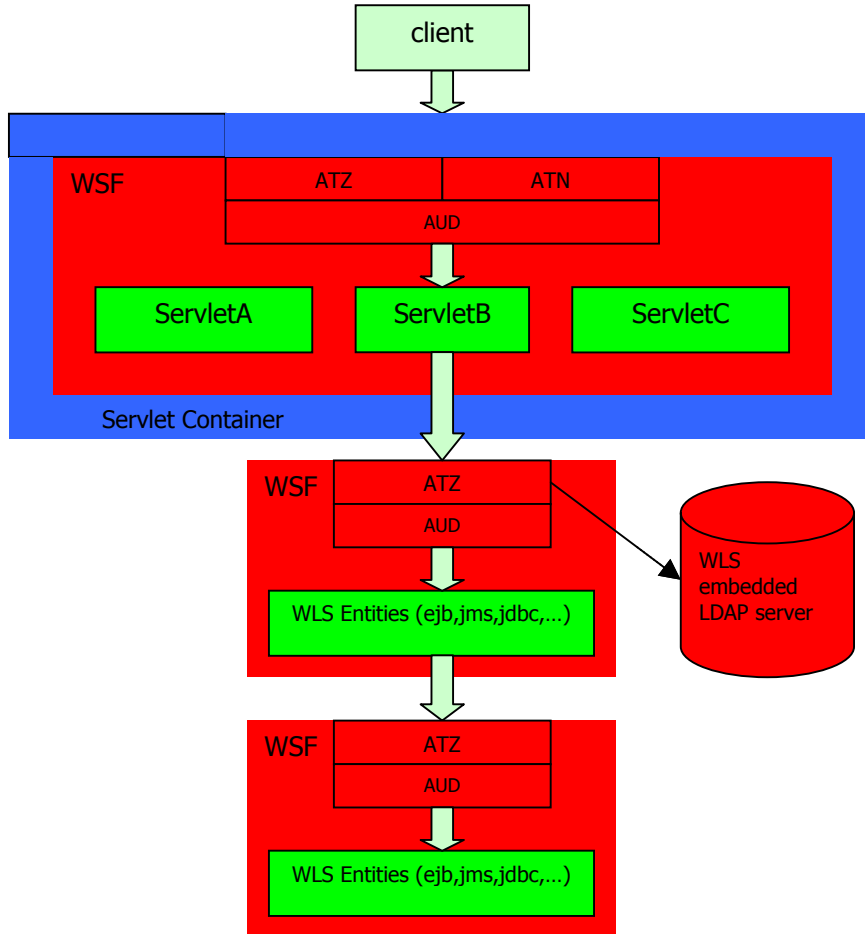 client
WSF
ATZ
ATN
AUD
ServletA
ServletB
ServletC
Servlet Container
WSF
ATZ
AUD
WLS Entities (ejb,jms,jdbc,...)
WLS
embedded
LDAP server
WSF
ATZ
AUD
WLS Entities (ejb,jms,jdbc,...)